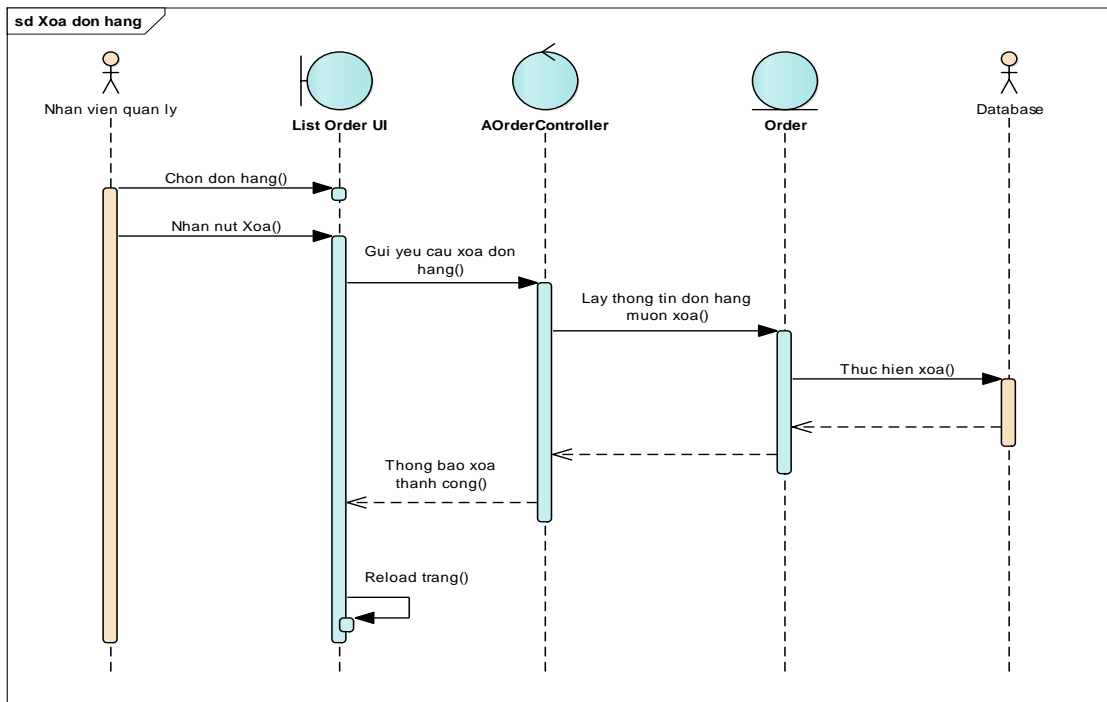 sd Xoa don hang
Nhan vien quan ly
List Order UI
AOrderController
Order
Database
Chon don hang()
Nhan nut Xoa()
Gui yeu cau xoa don
hang()
Lay thong tin don hang
muon xoa()
Thuc hien xoa()
Thong bao xoa
thanh cong()
Reload trang()